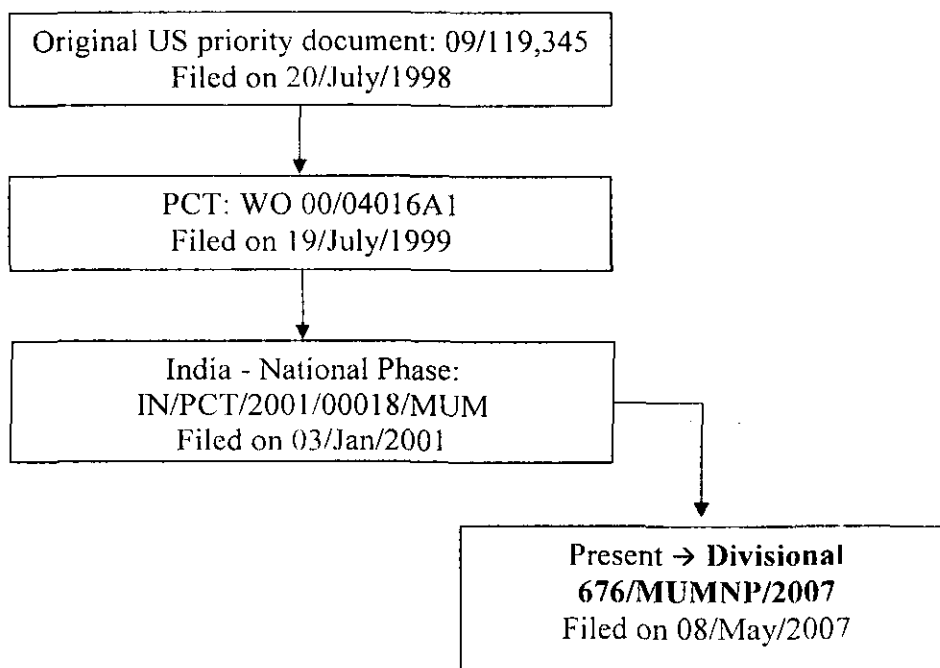 Original US priority document: 09/119,345
Filed on 20/July/1998
PCT: WO 00/04016A1
Filed on 19/July/1999
India - National Phase:
IN/PCT/2001/00018/MUM
Filed on 03/Jan/2001
Present → Divisional
676/MUMNP/2007
Filed on 08/May/2007